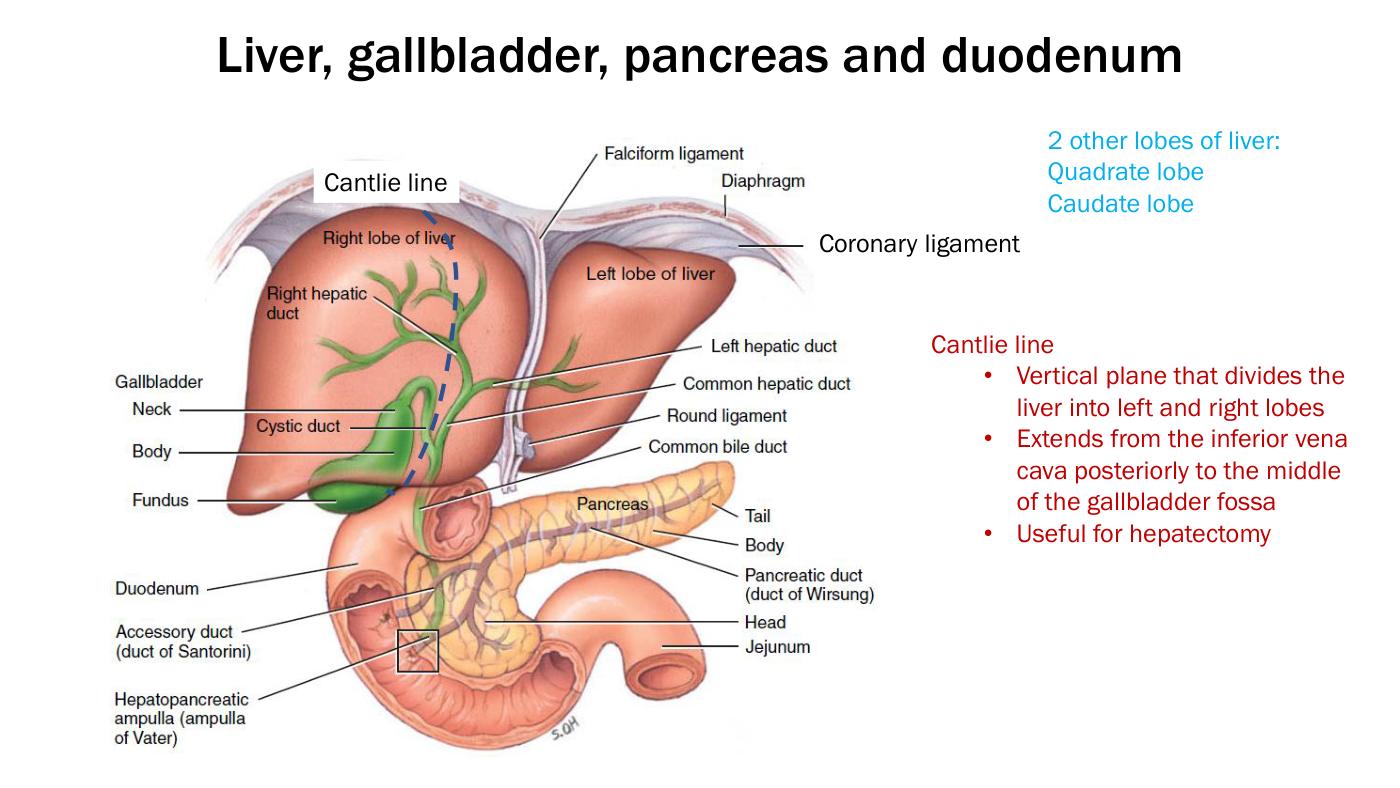 Liver, gallbladder, pancreas and duodenum
2 other lobes of liver:
Quadrate lobe
Caudate lobe
Falciform ligament
Diaphragm
Cantlie line
Coronary ligament
Right lobe of liver
Left lobe of liver
Right hepatic
duct
Left hepatic duct
Common hepatic duct
Round ligament
Common bile duct
Gallbladder
Neck
Cystic duct
Body
Fundus
Pancreas
Tail
Body
Pancreatic duct
(duct of Wirsung)
Head
Jejunum
Duodenum
Accessory duct
(duct of Santorini)
Hepatopancreatic
ampulla (ampulla
of Vater)
S.QH
Cantlie line
• Vertical plane that divides the
liver into left and right lobes
• Extends from the inferior vena
cava posteriorly to the middle
of the gallbladder fossa
• Useful for hepatectomy